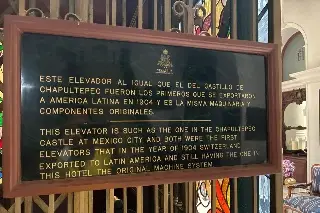 ESTE ELEVADOR AL IGUAL QUE EL DEL CASTILLO DE
CHAPULTEPEC FUERON LOS PRIMEROS QUE SE EXPORTARON
A AMERICA LATINA EN 1904 Y ES LA MISMA MAQUINARIA Y
COMPONENTES ORIGINALES.
THIS ELEVATOR IS SUCH AS THE ONE IN THE CHAPULTEPEC
CASTLE AT MEXICO CITY AND BOTH WERE THE FIRST
ELEVATORS THAT IN THE YEAR OF 1904 SWITZERLAND
EXPORTED TO LATIN AMERICA AND STILL HAVING THE ONE IN
THIS HOTEL THE ORIGINAL MACHINE SYSTEM.